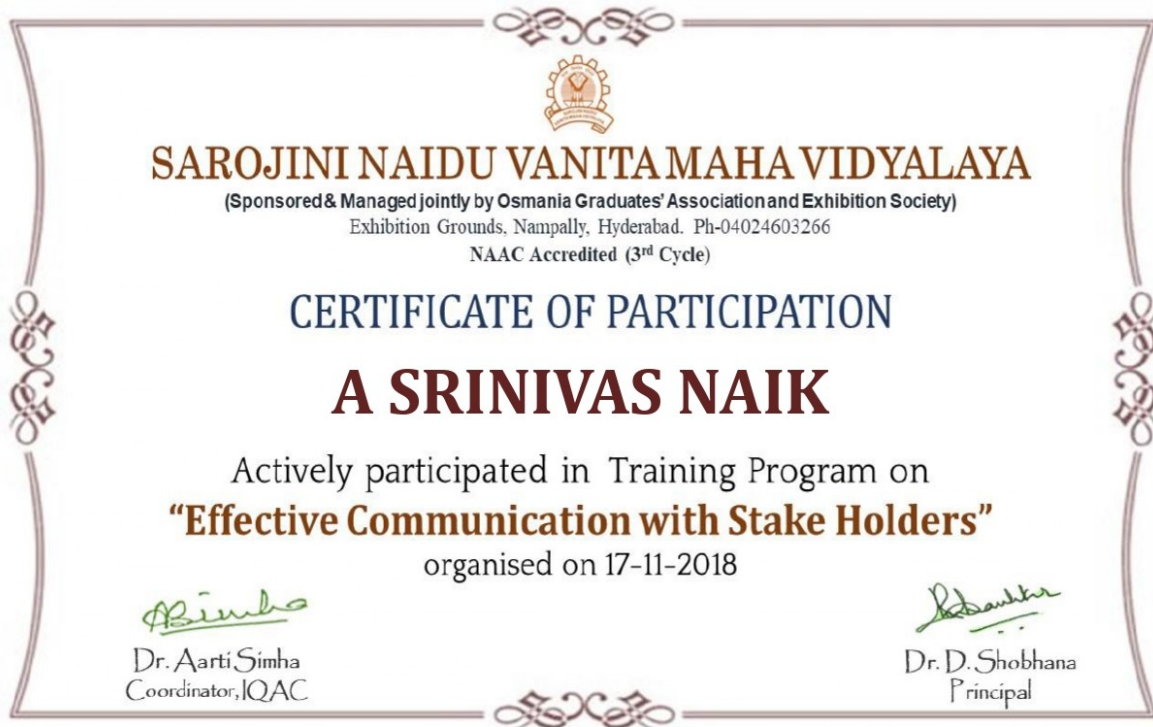 SAROJINI NAIDU VANITA MAHA VIDYALAYA
(Sponsored & Managed jointly by Osmania Graduates' Association and Exhibition Society)
Exhibition Grounds, Nampally, Hyderabad. Ph-04024603266
NAAC Accredited (3rd Cycle)
CERTIFICATE OF PARTICIPATION
A SRINIVAS NAIK
Actively participated in Training Program on
“Effective Communication with Stake Holders”
organised on 17-11-2018
Dr. Aarti Simha
Coordinator, IQAC
Dr. D. Shobhana
Principal